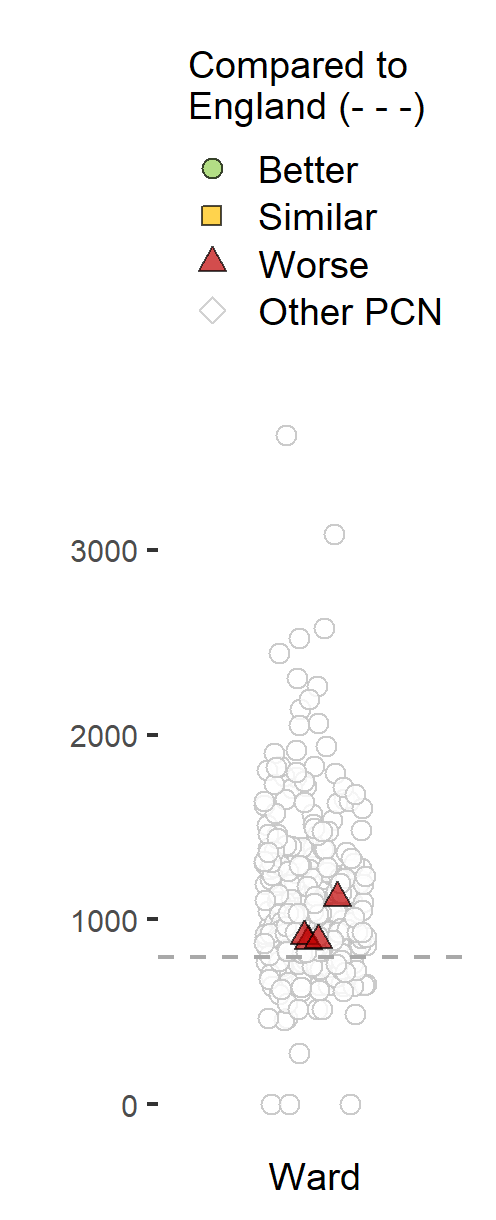 Compared to
England (- - -)
Better
Similar
Worse
Other PCN
3000
2000
1000
0
Ward